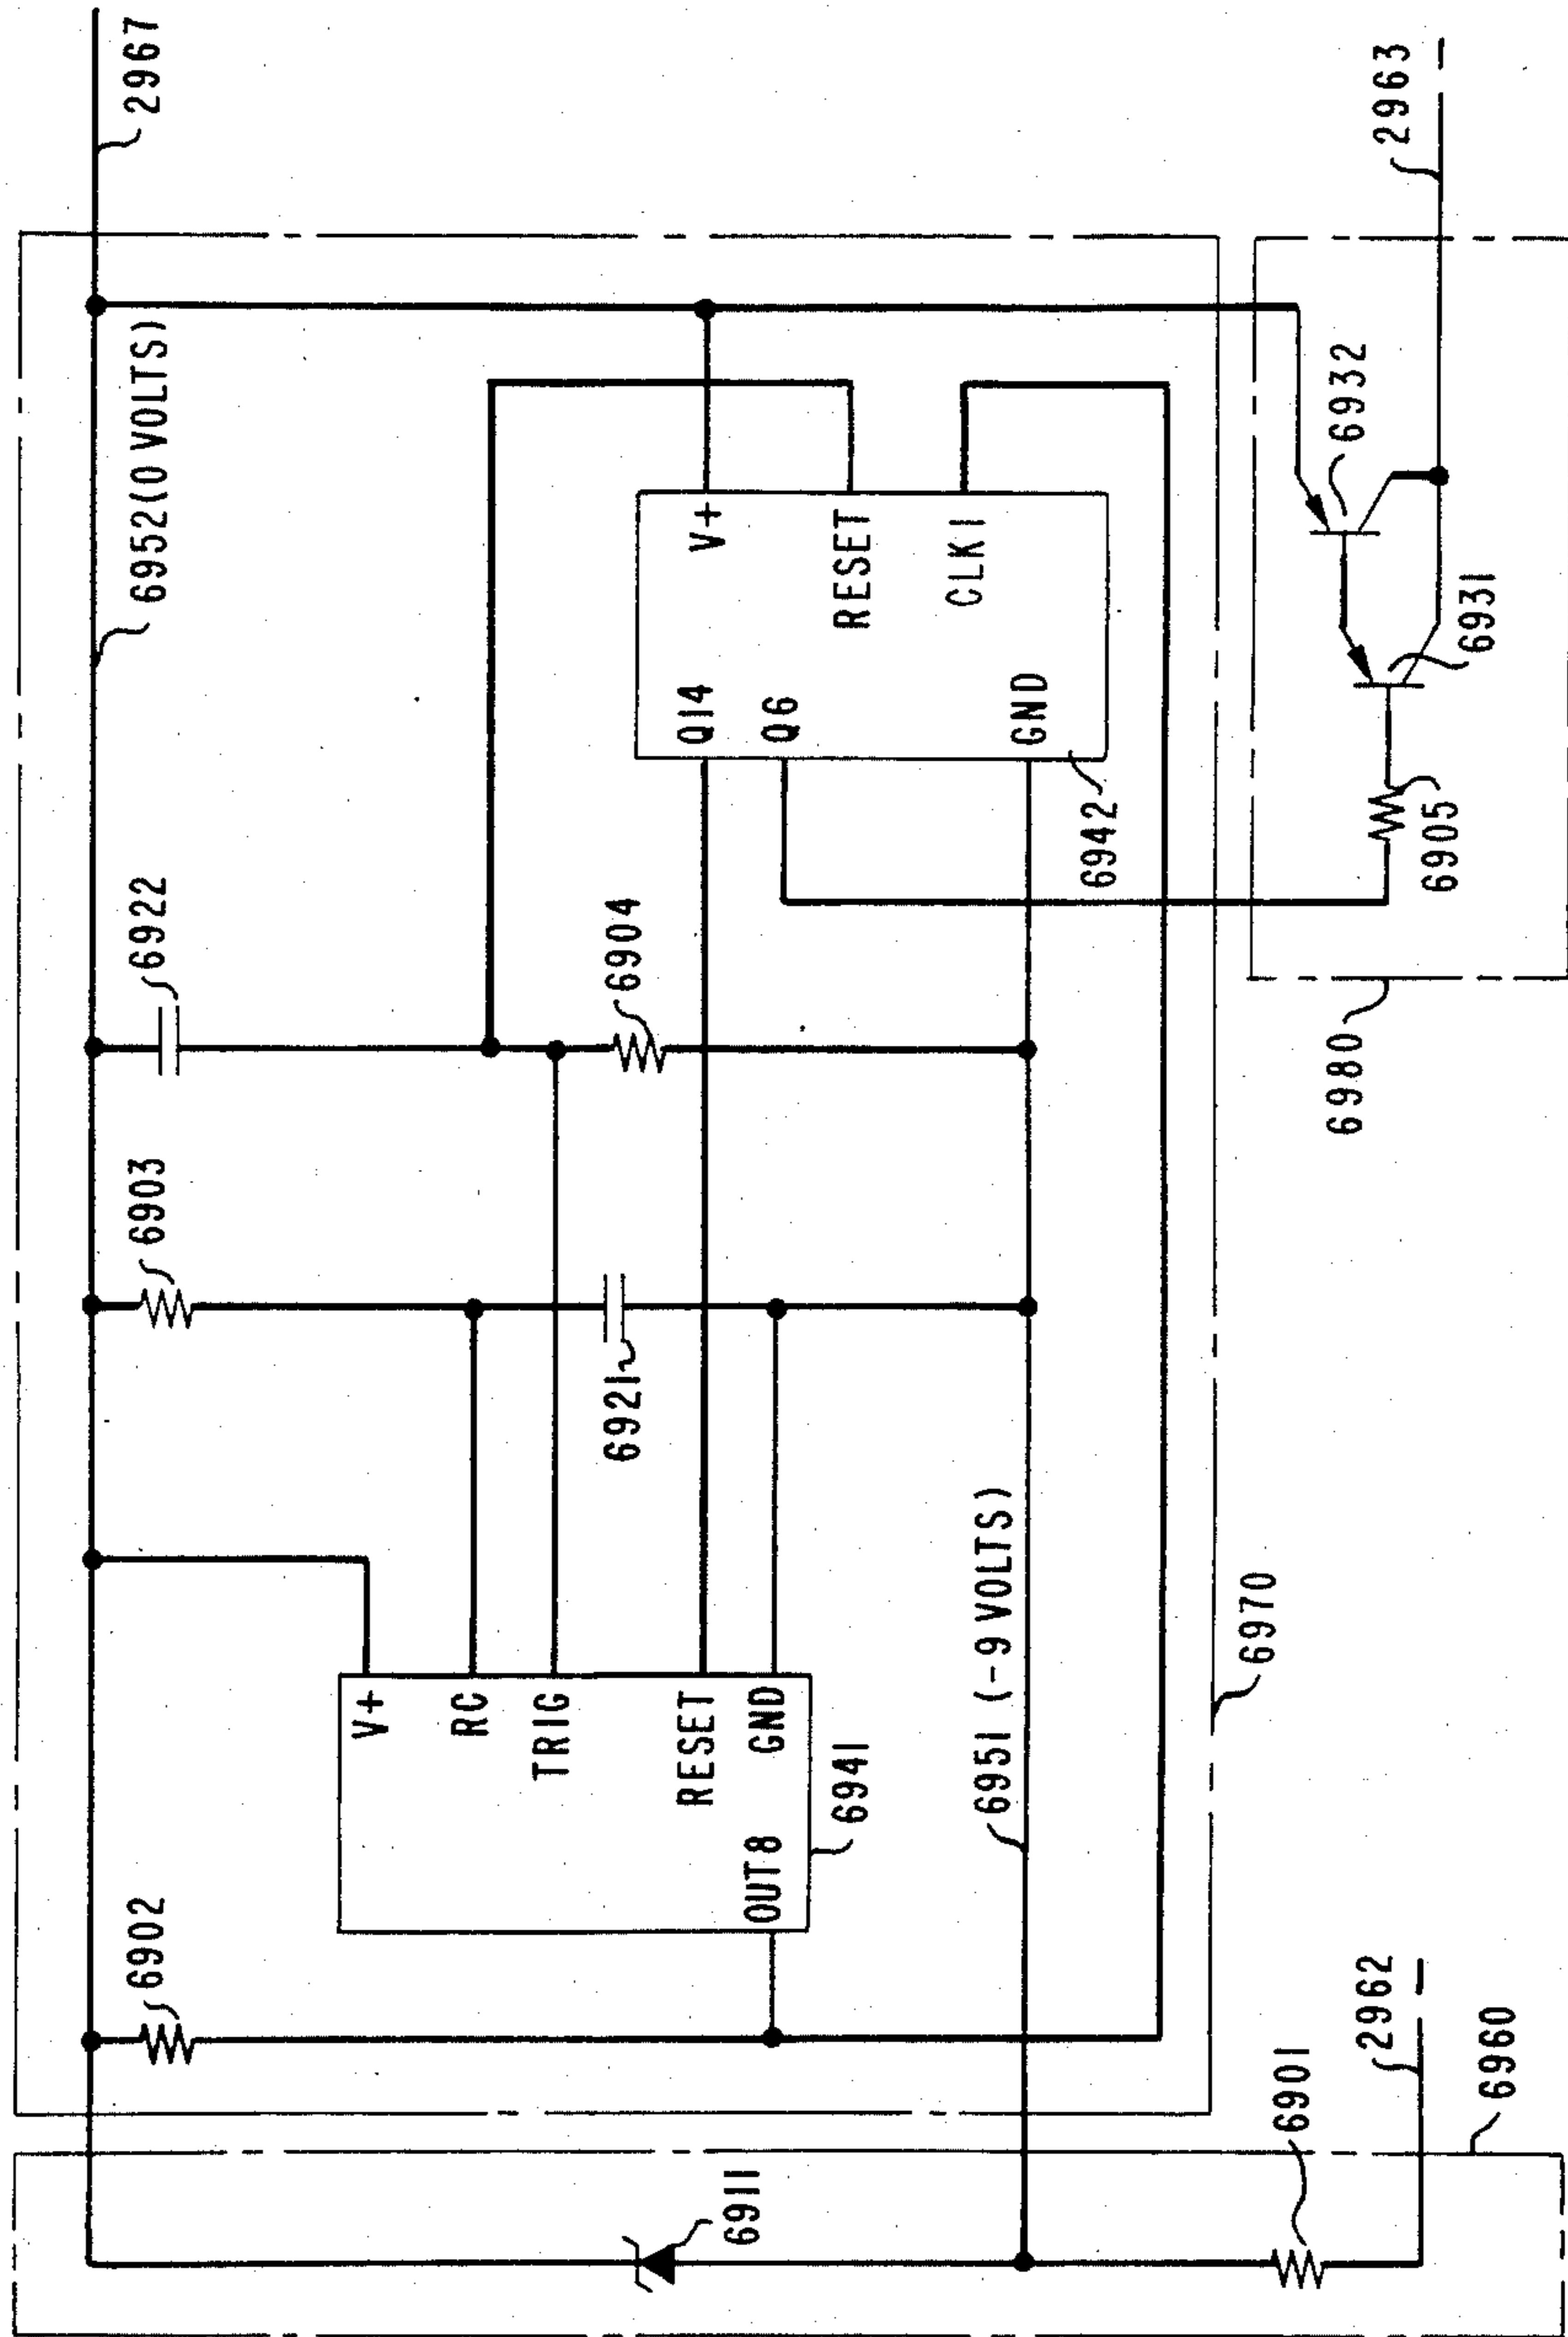 2967
6952 (0 VOLTS)
6922
6903
6902
2963
6932
6931
6905
6980
V+
RESET
CLK1
Q14
Q6
GND
6942
6904
6921
V+
RC
TRIG
RESET
GND
OUT8
6941
6951 (-9 VOLTS)
6970
2962
6960
6901
6911